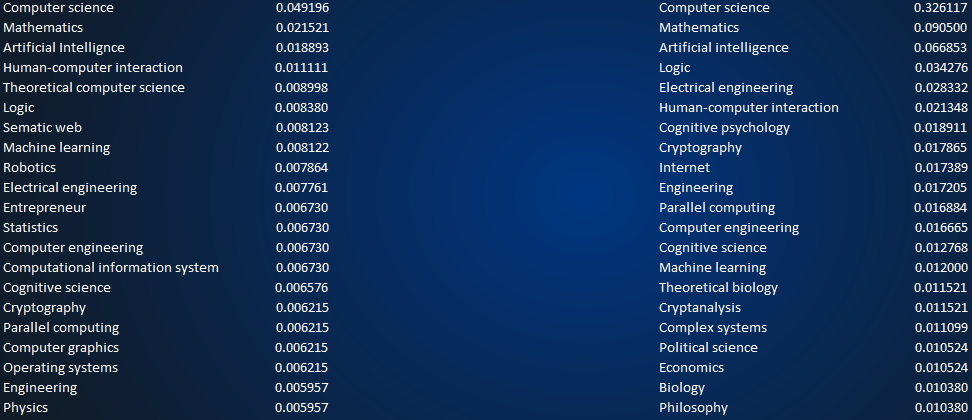 Computer science 0.049196 Computer science 0.326117
Mathematics 0.021521 Mathematics 0.090500
Artificial Intellignce 0.018893 Artificial intelligence 0.066853
Human-computer interaction 0.011111 Logic 0.034276
Theoretical computer science 0.008998 Electrical engineering 0.028332
Logic 0.008380 Human-computer interaction 0.021348
Sematic web 0.008123 Cognitive psychology 0.018911
Machine learning 0.008122 Cryptography 0.017865
Robotics 0.007864 Internet 0.017389
Electrical engineering 0.007761 Engineering 0.017205
Entrepreneur 0.006730 Parallel computing 0.016884
Statistics 0.006730 Computer engineering 0.016665
Computer engineering 0.006730 Cognitive science 0.012768
Computational information system 0.006730 Machine learning 0.012000
Cognitive science 0.006576 Theoretical biology 0.011521
Cryptography 0.006215 Cryptanalysis 0.011521
Parallel computing 0.006215 Complex systems 0.011099
Computer graphics 0.006215 Political science 0.010524
Operating systems 0.006215 Economics 0.010524
Engineering 0.005957 Biology 0.010380
Physics 0.005957 Philosophy 0.010380